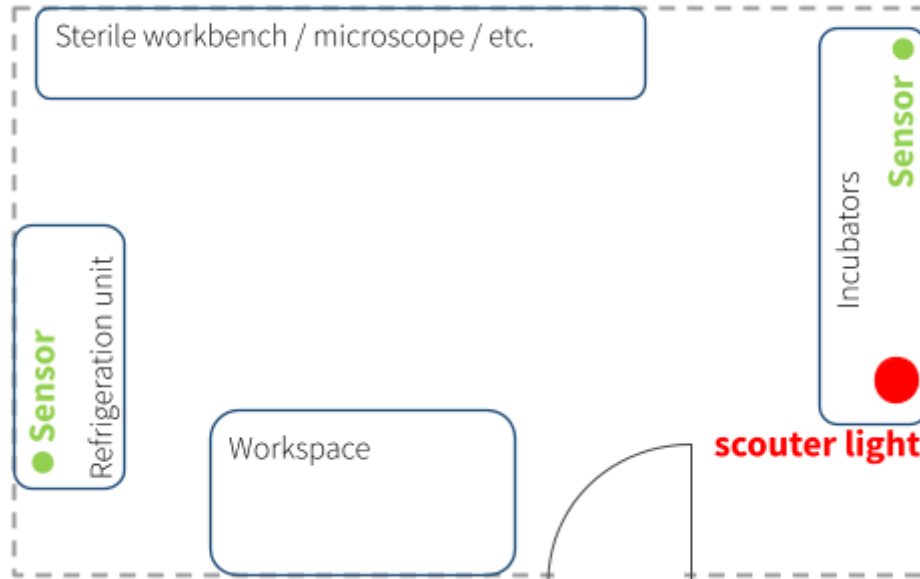 Sterile workbench / microscope / etc.
Sensor
Incubators
Sensor
Refrigeration unit
Workspace
scouter light